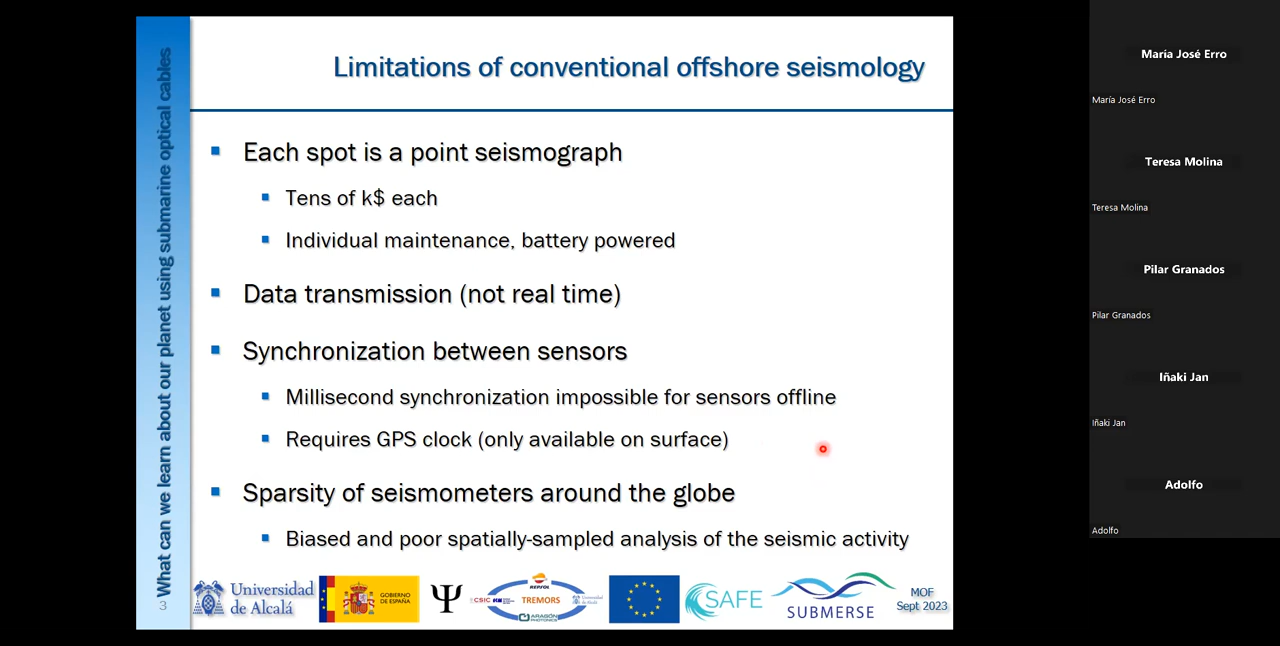 What can we learn about our planet using submarine optical cables
Limitations of conventional offshore seismology
Each spot is a point seismograph
Tens of k$ each
Individual maintenance, battery powered
Data transmission (not real time)
Synchronization between sensors
Millisecond synchronization impossible for sensors offline
Requires GPS clock (only available on surface)
Sparsity of seismometers around the globe
Biased and poor spatially-sampled analysis of the seismic activity
3
Universidad
de Alcalá
GOBIERNO
DE ESPAÑA
Ψ
REPSOL
CSIC
TREMORS
ARAGÓN
PHOTONICS
SAFE
SUBMERSE
MOF
Sept 2023
María José Erro
María José Erro
Teresa Molina
Teresa Molina
Pilar Granados
Pilar Granados
Iñaki Jan
Iñaki Jan
Adolfo
Adolfo